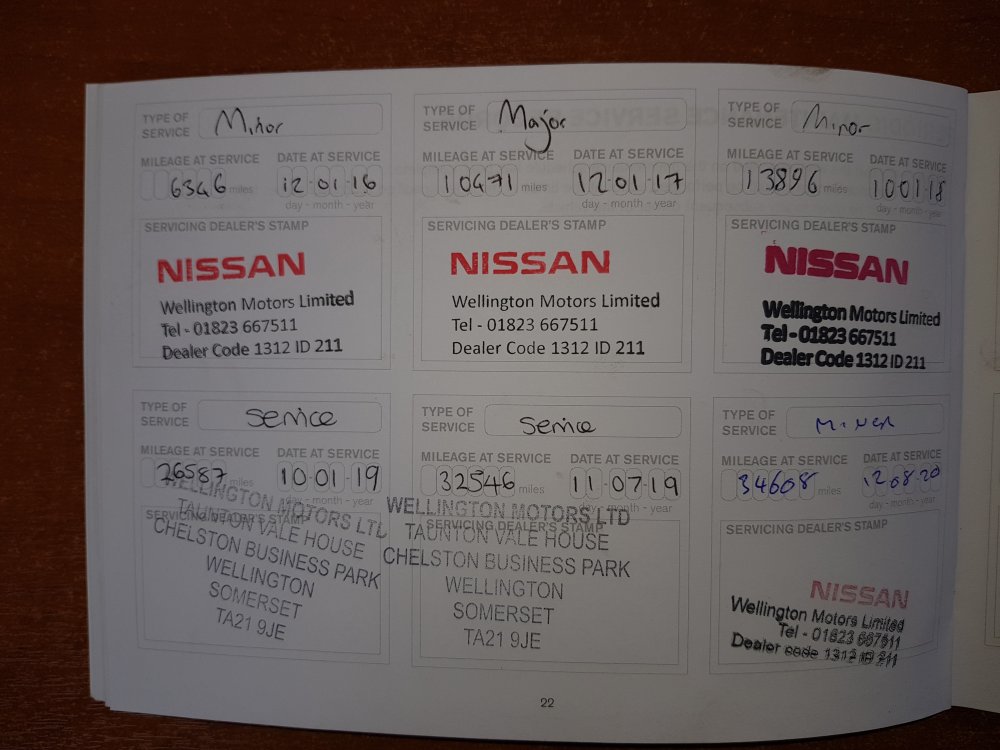 TYPE OF SERVICE Minor
MILEAGE AT SERVICE DATE AT SERVICE
6346 miles 12-01-16
day - month - year
SERVICING DEALER'S STAMP
NISSAN
Wellington Motors Limited
Tel - 01823 667511
Dealer Code 1312 ID 211
TYPE OF SERVICE Major
MILEAGE AT SERVICE DATE AT SERVICE
10471 miles 12-01-17
day - month - year
SERVICING DEALER'S STAMP
NISSAN
Wellington Motors Limited
Tel - 01823 667511
Dealer Code 1312 ID 211
TYPE OF SERVICE Minor
MILEAGE AT SERVICE DATE AT SERVICE
13896 miles 10 01 18
day - month - year
SERVICING DEALER'S STAMP
NISSAN
Wellington Motors Limited
Tel - 01823 667511
Dealer Code 1312 ID 211
TYPE OF SERVICE Service
MILEAGE AT SERVICE DATE AT SERVICE
26587 miles 10-01-19
day - month - year
SERVICING DEALER'S STAMP
WELLINGTON MOTORS LTD
TAUNTON VALE HOUSE
CHELSTON BUSINESS PARK
WELLINGTON
SOMERSET
TA21 9JE
TYPE OF SERVICE Service
MILEAGE AT SERVICE DATE AT SERVICE
32546 miles 11-07-19
day - month - year
SERVICING DEALER'S STAMP
WELLINGTON MOTORS LTD
TAUNTON VALE HOUSE
CHELSTON BUSINESS PARK
WELLINGTON
SOMERSET
TA21 9JE
TYPE OF SERVICE MINOR
MILEAGE AT SERVICE DATE AT SERVICE
34608 miles 12-08-20
day - month - year
SERVICING DEALER'S STAMP
NISSAN
Wellington Motors Limited
Tel - 01823 667511
Dealer code 1312 ID 211
22